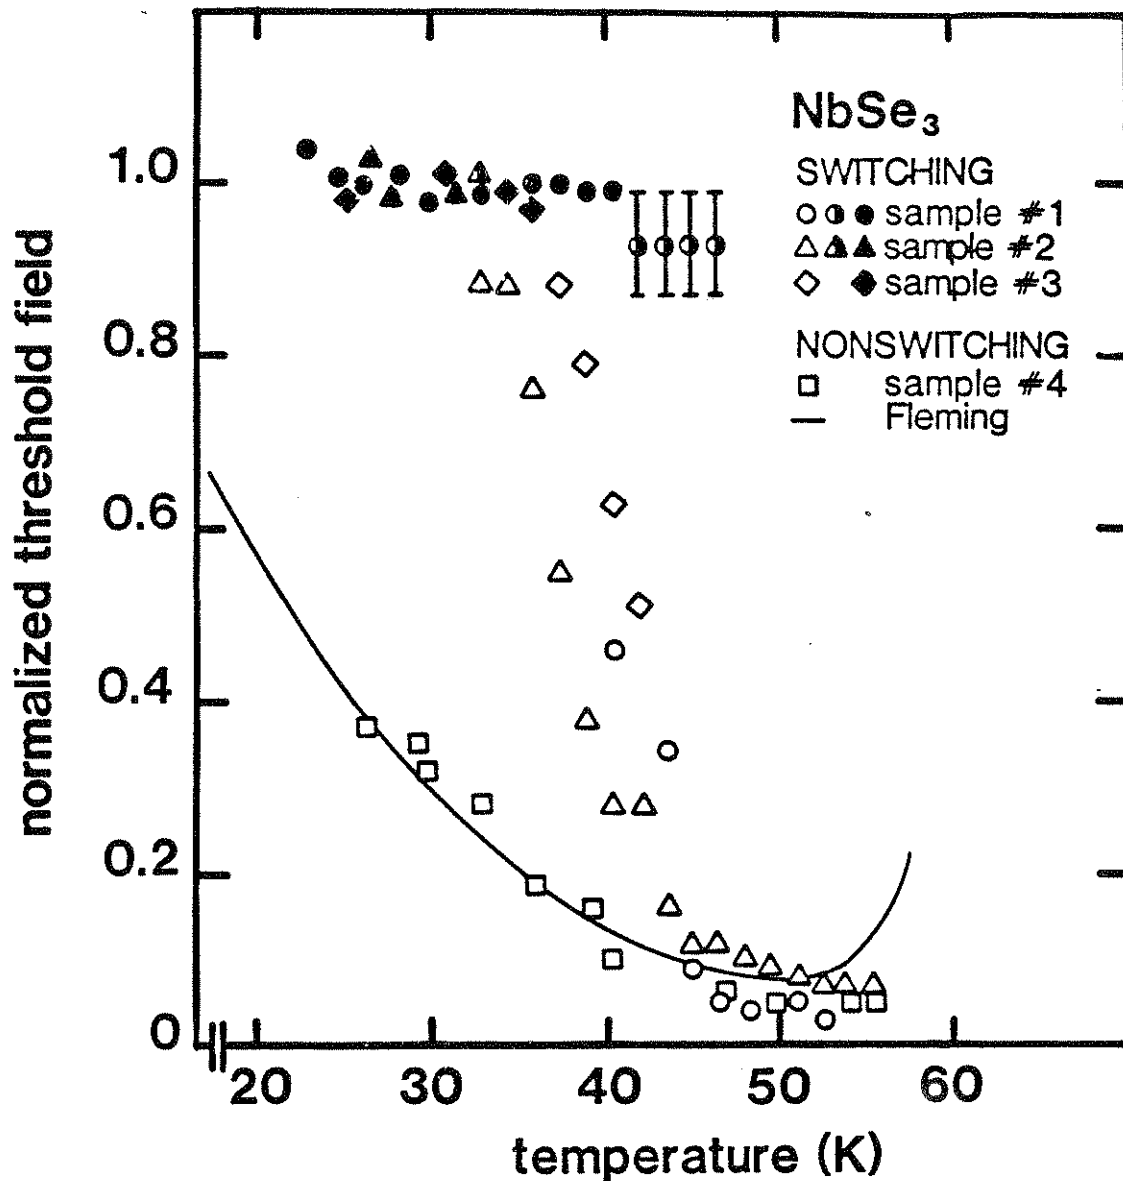 NbSe₃
SWITCHING
sample #1
sample #2
sample #3
NONSWITCHING
sample #4
Fleming
normalized threshold field
1.0
0.8
0.6
0.4
0.2
0
20 30 40 50 60
temperature (K)